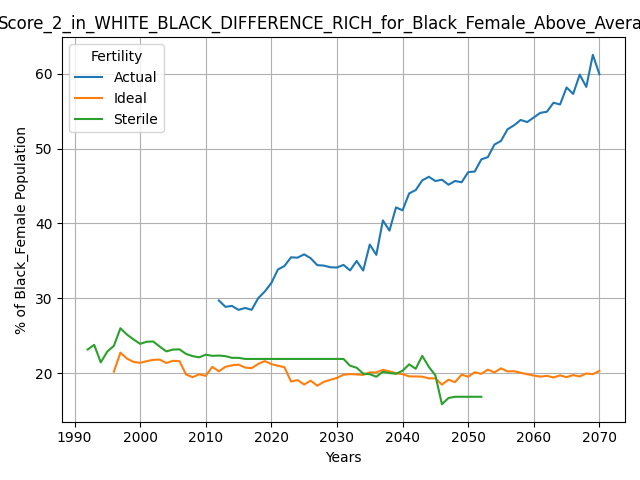 Score_2_in_WHITE_BLACK_DIFFERENCE_RICH_for_Black_Female_Above_Avera
Fertility
Actual
Ideal
Sterile
% of Black_Female Population
60
50
40
30
20
1990 2000 2010 2020 2030 2040 2050 2060 2070
Years